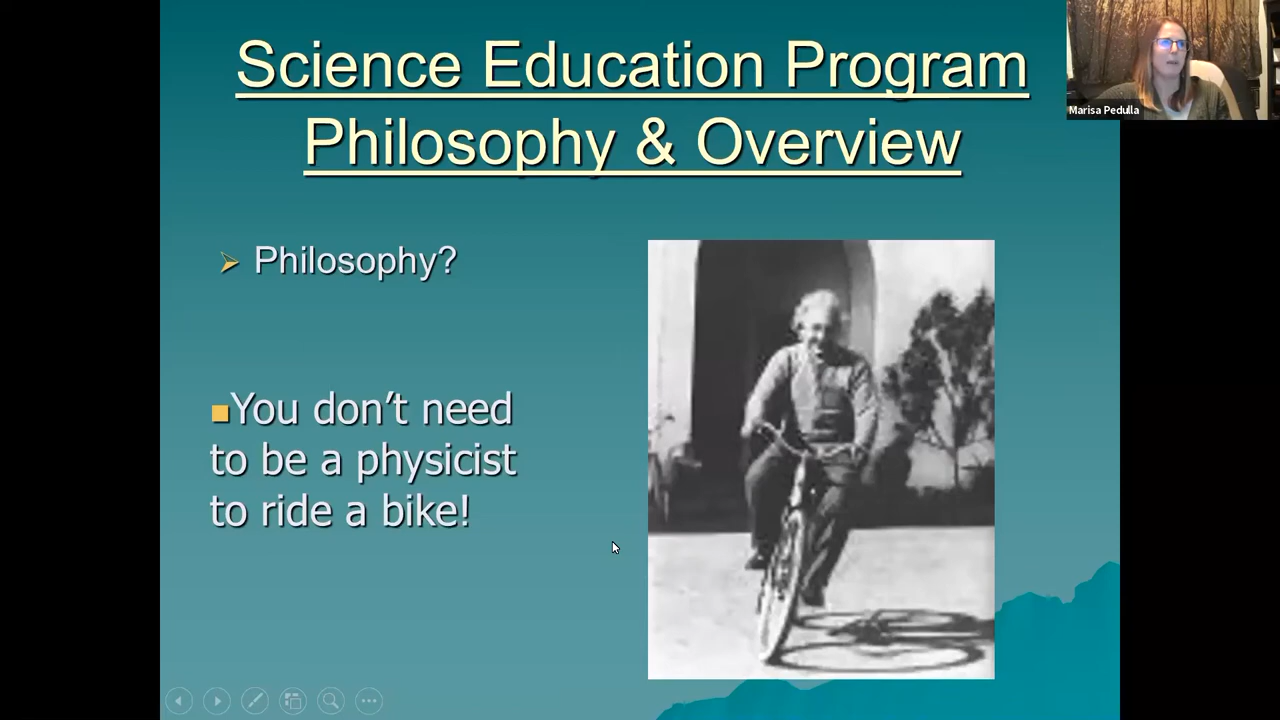 Science Education Program
Philosophy & Overview
Marisa Pedulla
Philosophy?
You don't need
to be a physicist
to ride a bike!